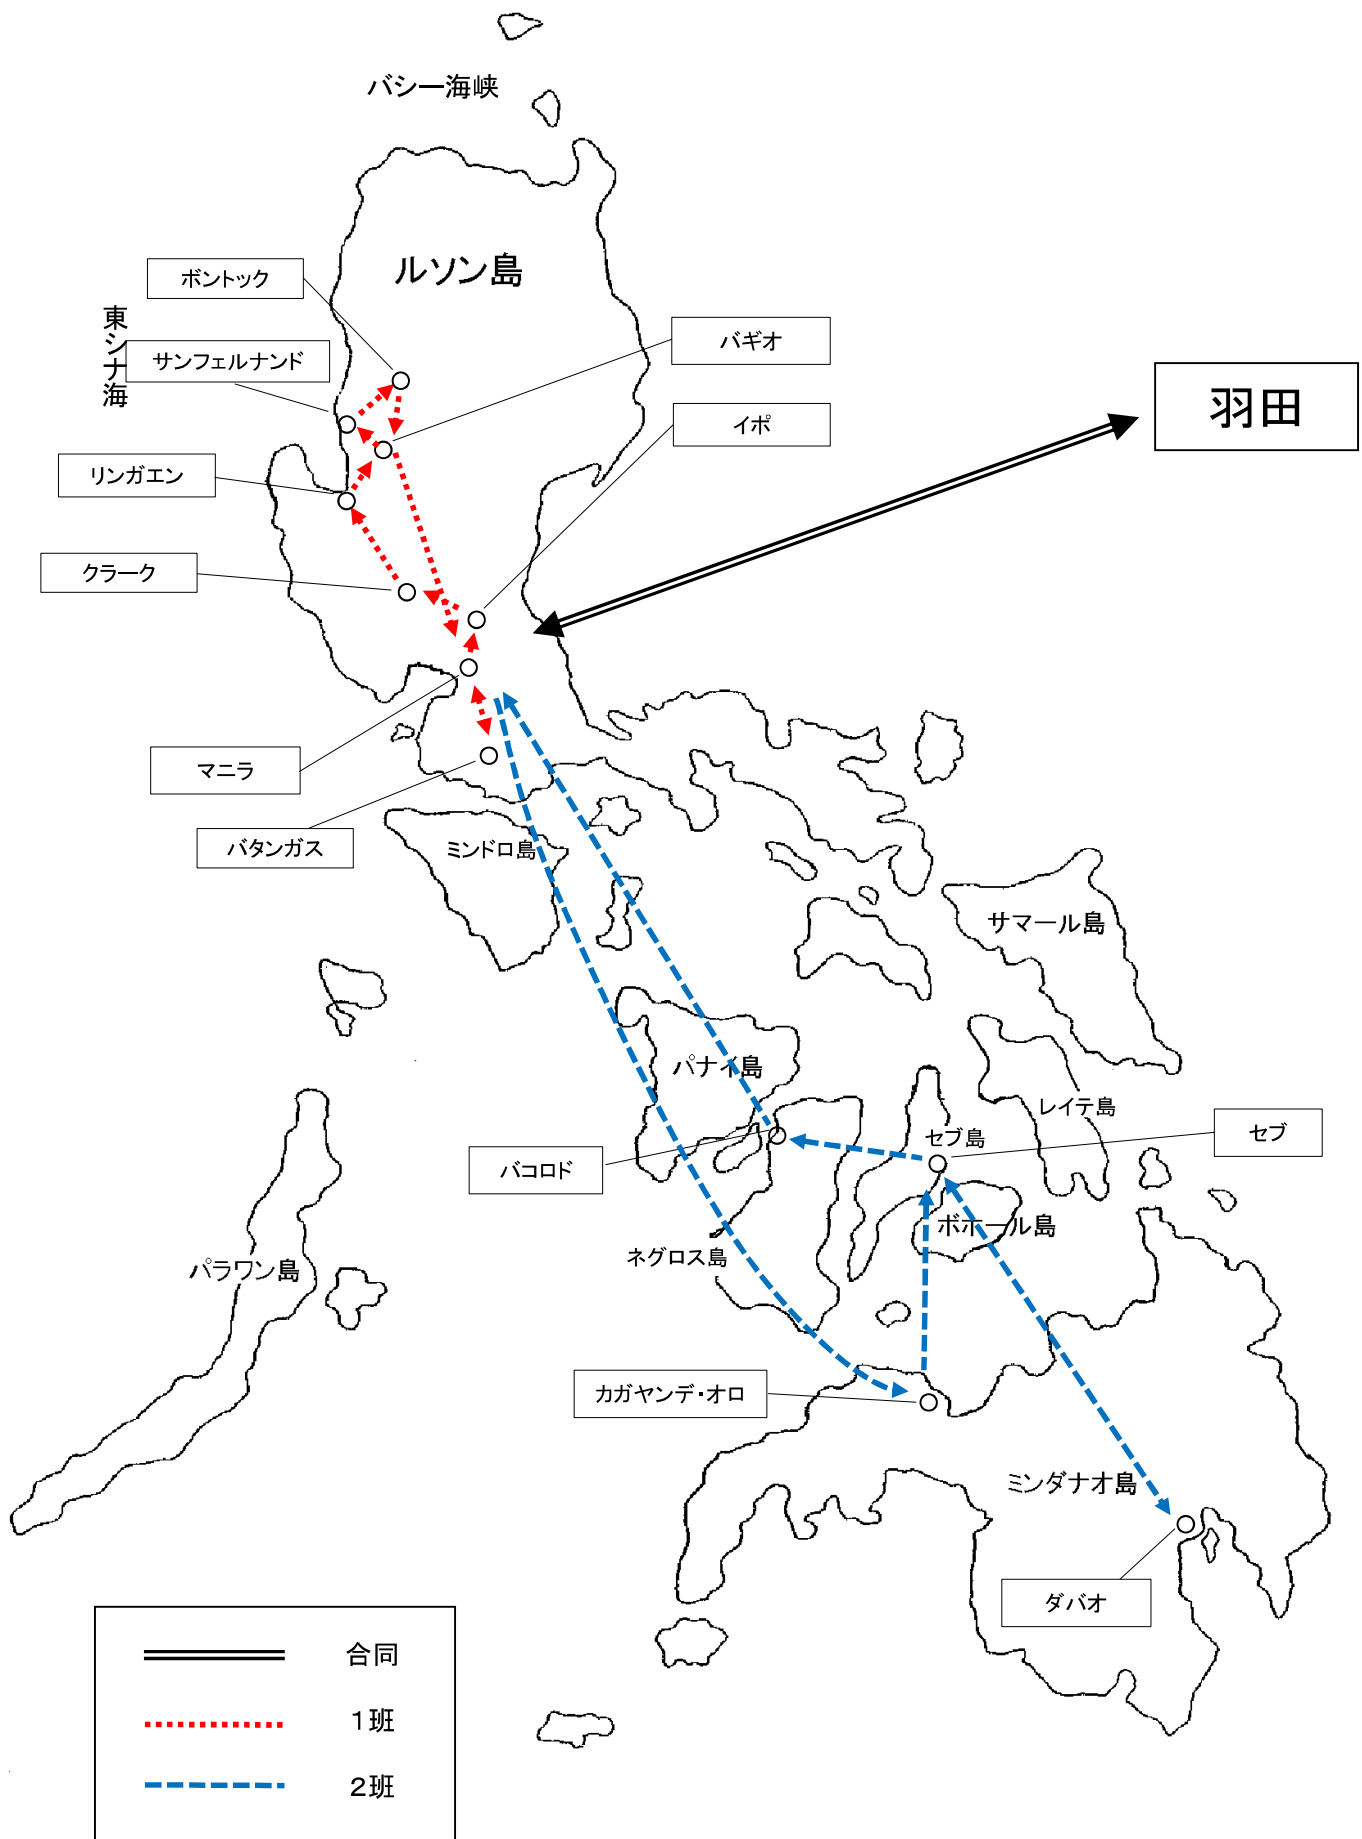 バシー海峡
ルソン島
ボントック
東シナ海
サンフェルナンド
バギオ
羽田
イポ
リンガエン
クラーク
マニラ
バタンガス
ミンドロ島
サマール島
パナイ島
レイテ島
セブ島
セブ
バコロド
ボホール島
ネグロス島
パラワン島
カガヤンデ・オロ
ミンダナオ島
ダバオ
合同
1班
2班